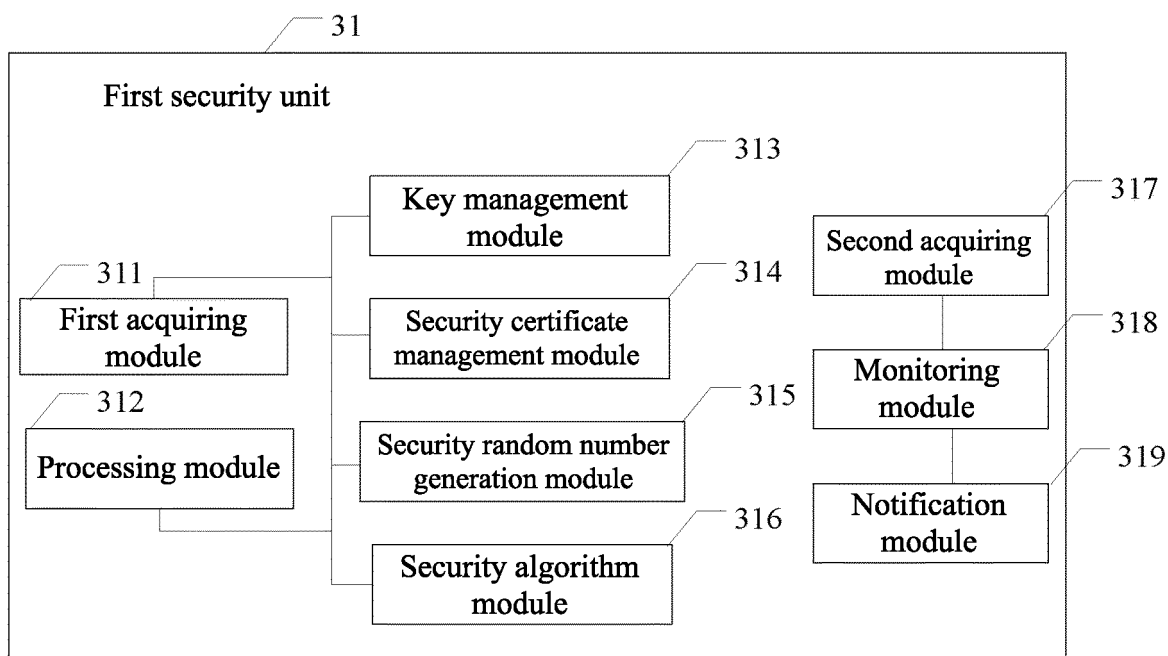 31
First security unit
313
Key management
module
317
Second acquiring
module
311
First acquiring
module
314
Security certificate
management module
318
Monitoring
module
312
Processing module
315
Security random number
generation module
319
Notification
module
316
Security algorithm
module